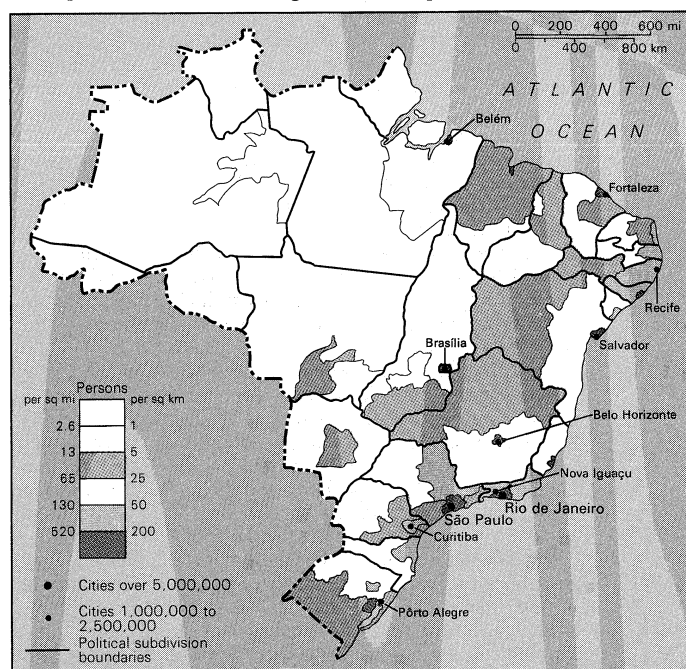 0 200 400 600 mi
0 400 800 km
ATLANTIC
OCEAN
Belém
Fortaleza
Recife
Salvador
Brasília
Belo Horizonte
Nova Iguaçu
Rio de Janeiro
São Paulo
Curitiba
Pôrto Alegre
Persons
per sq mi per sq km
2.6 1
13 5
65 25
130 50
520 200
Cities over 5,000,000
Cities 1,000,000 to
2,500,000
Political subdivision
boundaries